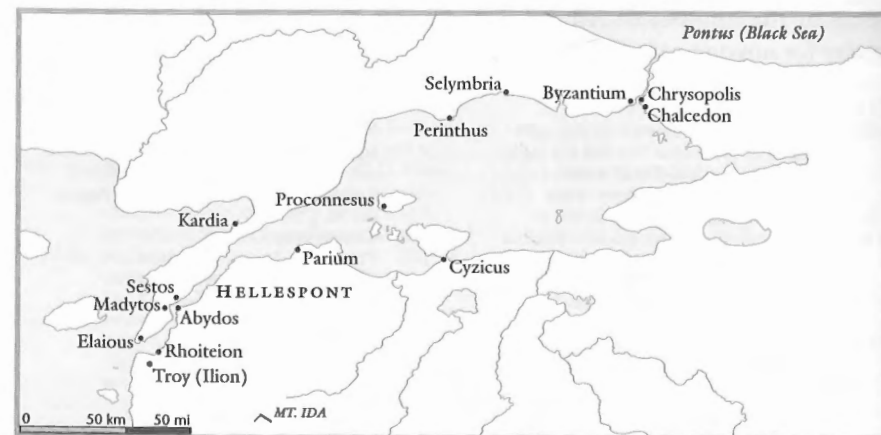 Pontus (Black Sea)
Selymbria
Byzantium
Chrysopolis
Chalcedon
Perinthus
Proconnesus
Kardia
Parium
Cyzicus
Sestos
HELLESPONT
Madytos
Abydos
Elaious
Rhoiteion
Troy (Ilion)
MT. IDA
0 50 km 50 mi